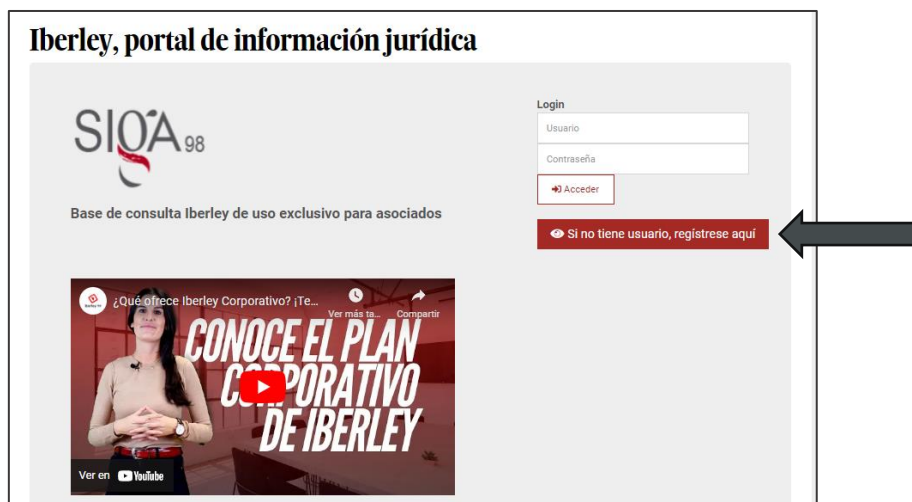 Iberley, portal de información jurídica
SIGA 98
Base de consulta Iberley de uso exclusivo para asociados
Login
Usuario
Contraseña
Acceder
Si no tiene usuario, regístrese aquí
¿Qué ofrece Iberley Corporativo? ¡Te...
Ver más ta...
Compartir
CONOCE EL PLAN
CORPORATIVO
DE IBERLEY
Ver en YouTube